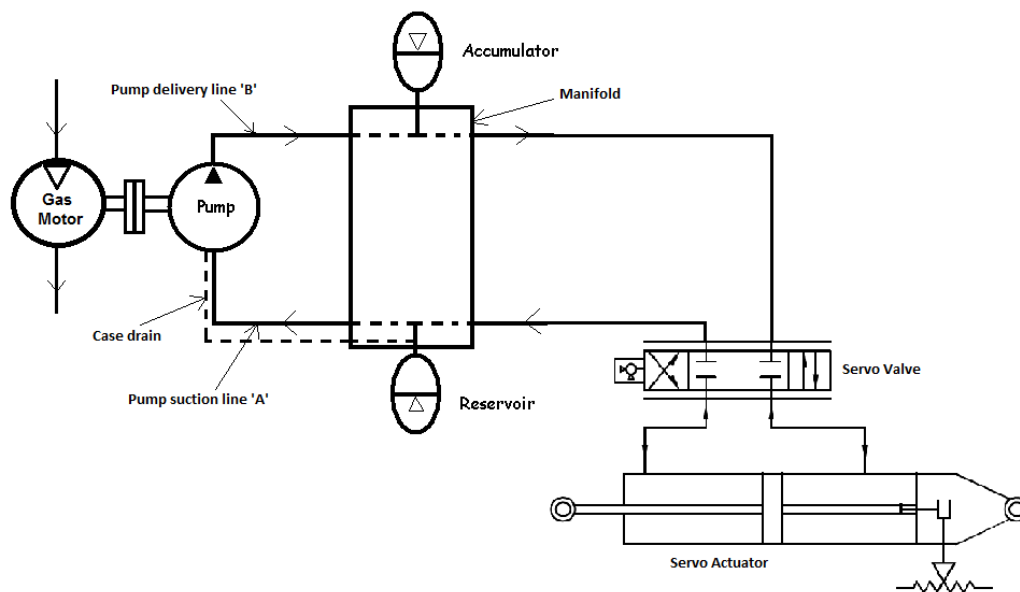 Accumulator
Pump delivery line 'B'
Manifold
Gas
Motor
Pump
Case drain
Pump suction line 'A'
Reservoir
Servo Valve
Servo Actuator